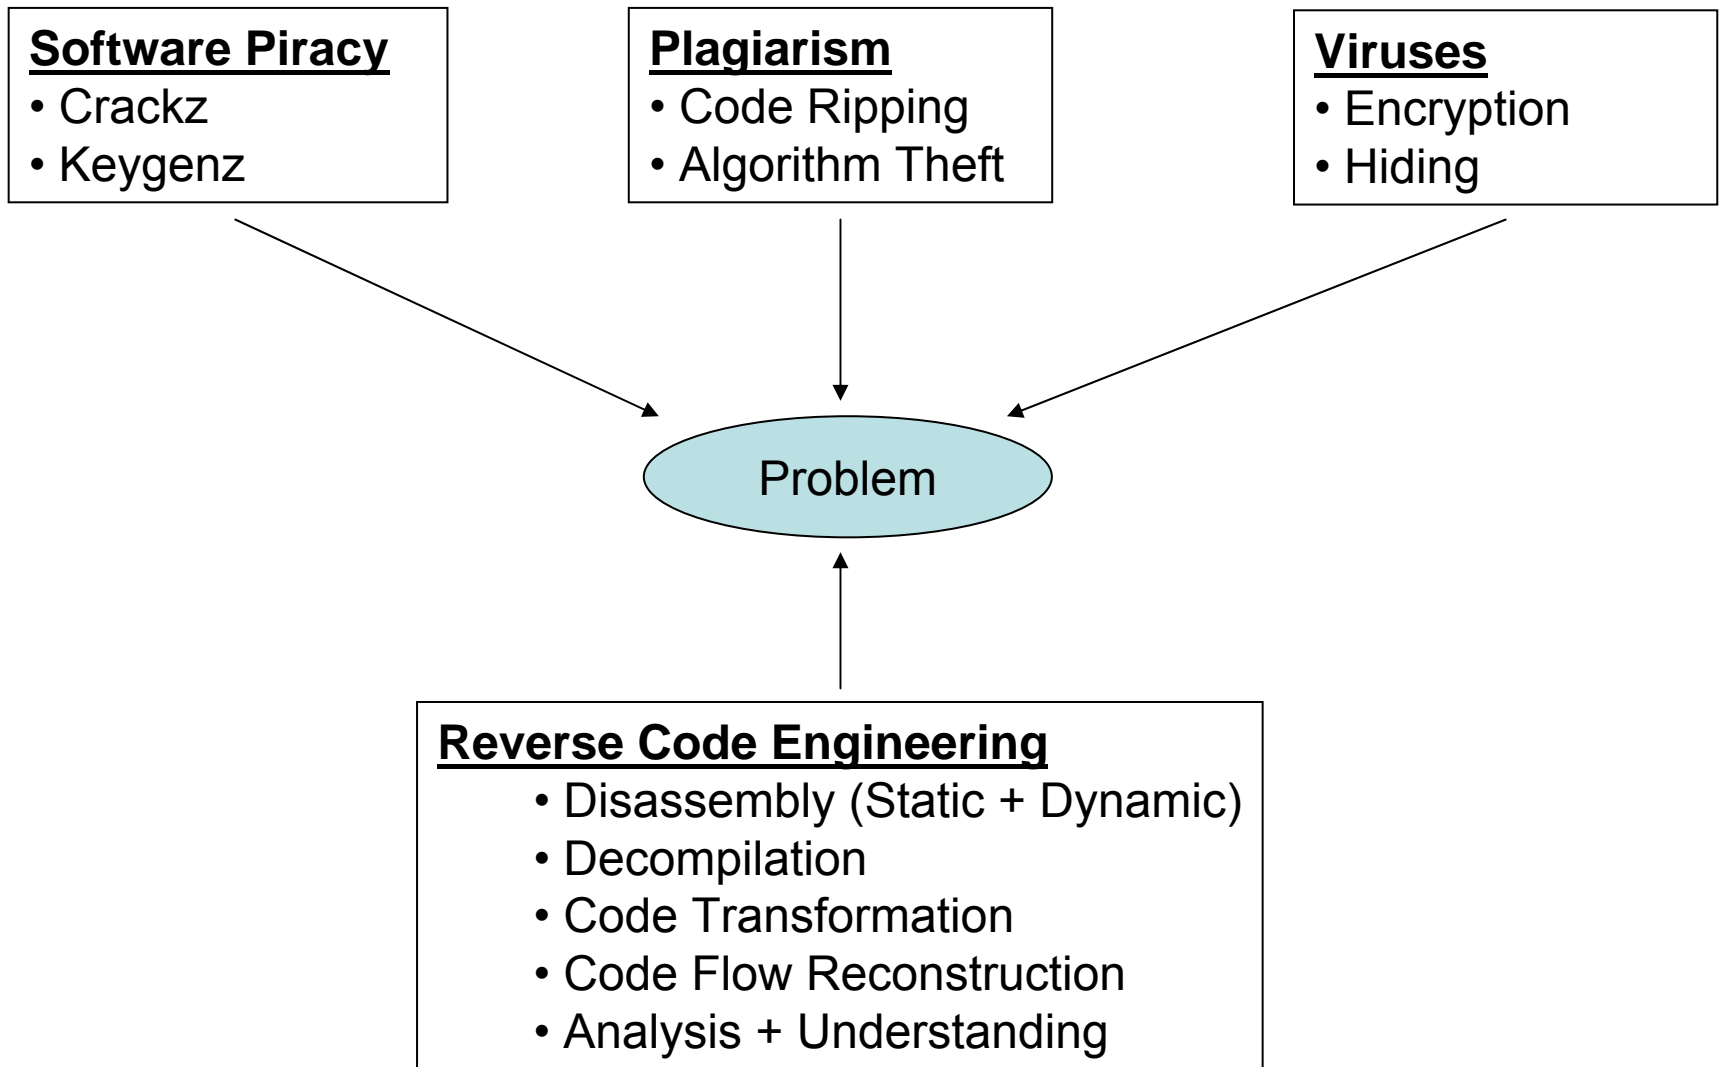 Software Piracy
• Crackz
• Keygenz
Plagiarism
• Code Ripping
• Algorithm Theft
Viruses
• Encryption
• Hiding
Problem
Reverse Code Engineering
• Disassembly (Static + Dynamic)
• Decompilation
• Code Transformation
• Code Flow Reconstruction
• Analysis + Understanding